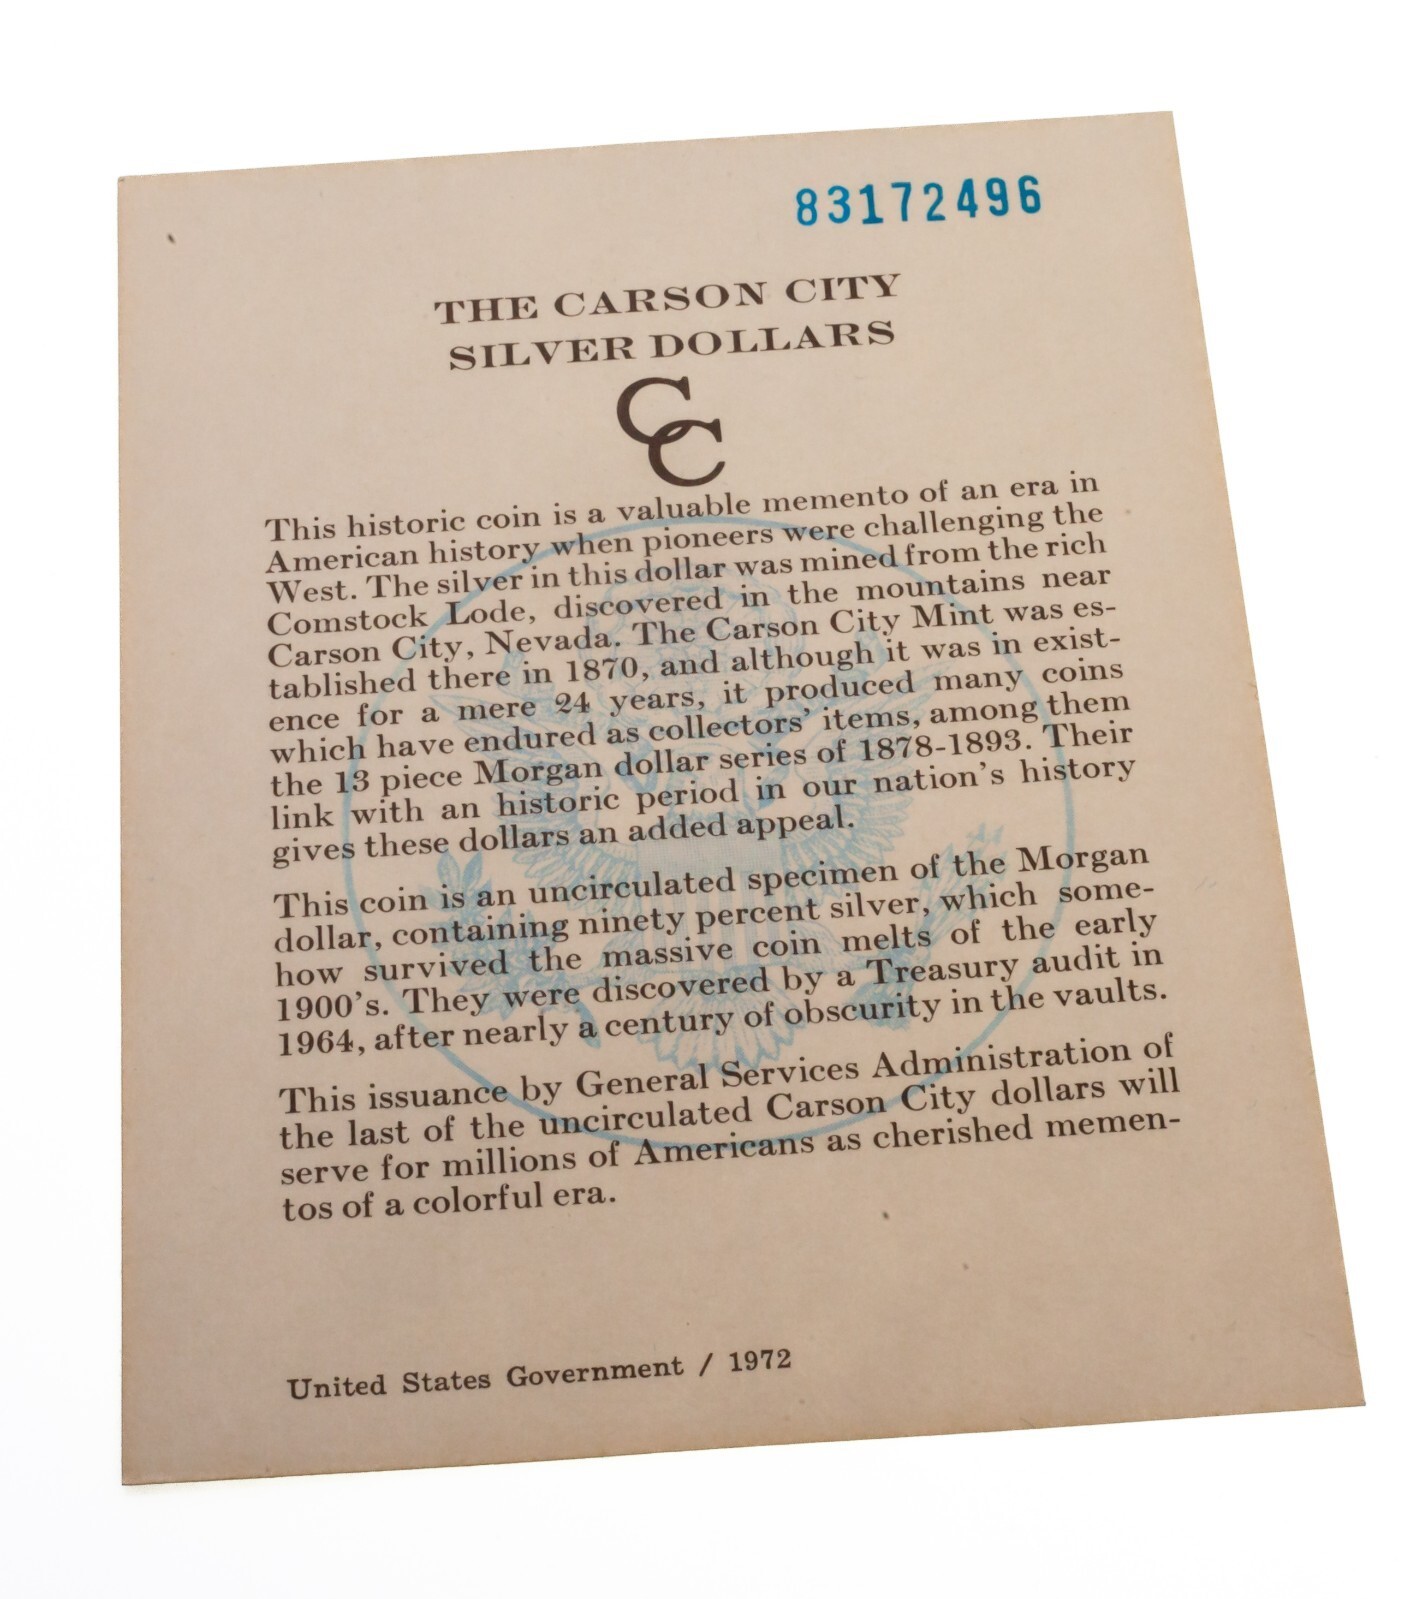 83172496
THE CARSON CITY
SILVER DOLLARS
CC
This historic coin is a valuable memento of an era in
American history when pioneers were challenging the
West. The silver in this dollar was mined from the rich
Comstock Lode, discovered in the mountains near
Carson City, Nevada. The Carson City Mint was es-
tablished there in 1870, and although it was in exist-
ence for a mere 24 years, it produced many coins
which have endured as collectors' items, among them
the 13 piece Morgan dollar series of 1878-1893. Their
link with an historic period in our nation's history
gives these dollars an added appeal.
This coin is an uncirculated specimen of the Morgan
dollar, containing ninety percent silver, which some-
how survived the massive coin melts of the early
1900's. They were discovered by a Treasury audit in
1964, after nearly a century of obscurity in the vaults.
This issuance by General Services Administration of
the last of the uncirculated Carson City dollars will
serve for millions of Americans as cherished memen-
tos of a colorful era.
United States Government / 1972